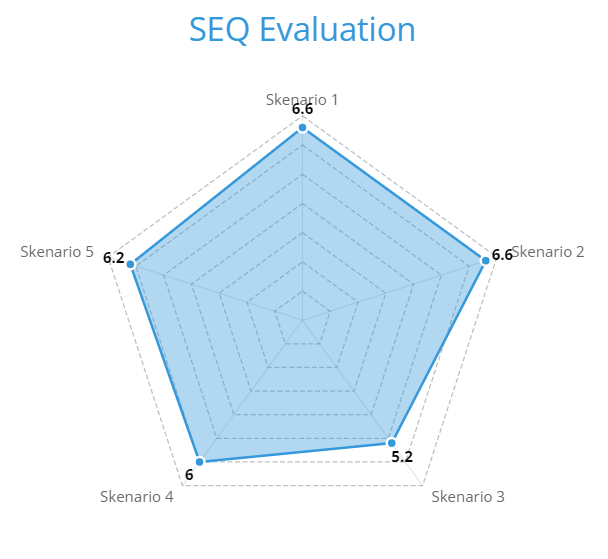 SEQ Evaluation
Skenario 1
6.6
Skenario 5
6.2
6.6
Skenario 2
5.2
6
Skenario 4
Skenario 3